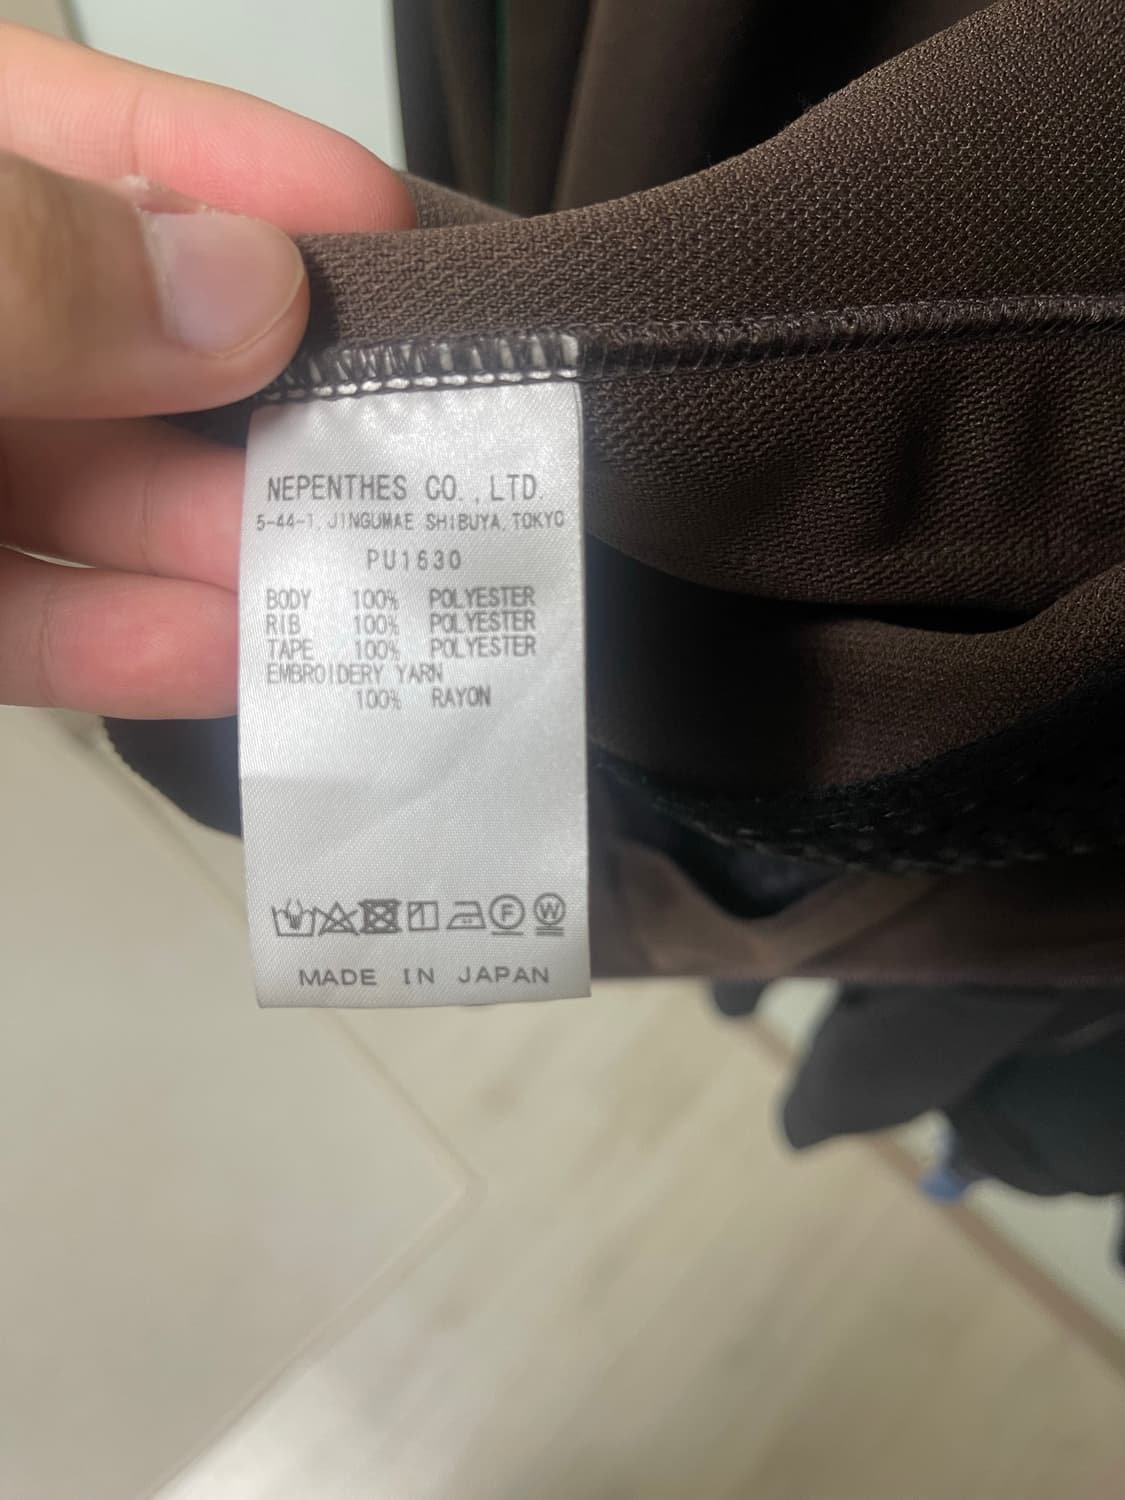 NEPENTHES CO.,LTD.
5-44-1, JINGUMAE SHIBUYA, TOKYO
PU1630
BODY 100% POLYESTER
RIB 100% POLYESTER
TAPE 100% POLYESTER
EMBROIDERY YARN
100% RAYON
F W
MADE IN JAPAN